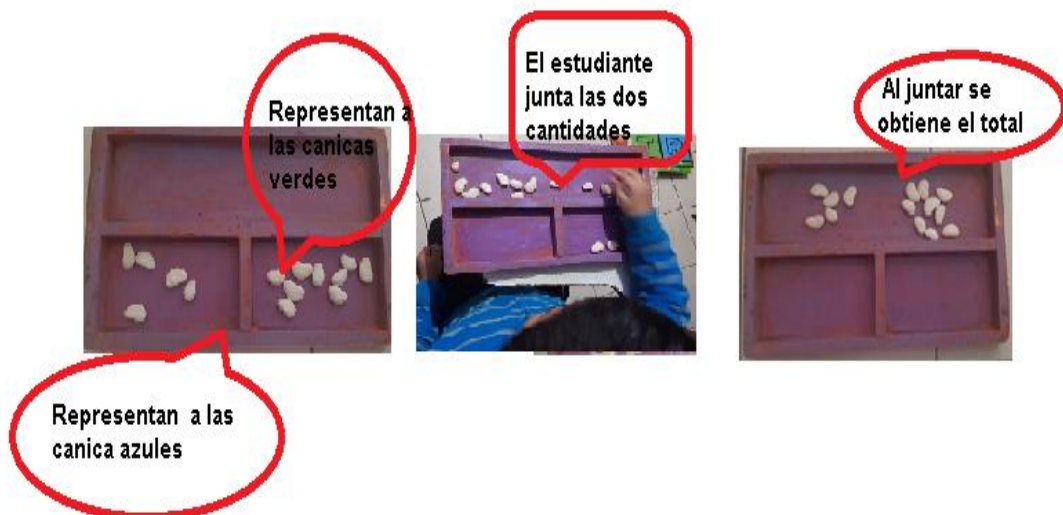 Representan a
las canicas
verdes
El estudiante
junta las dos
cantidades
Al juntar se
obtiene el total
Representan a las
canica azules